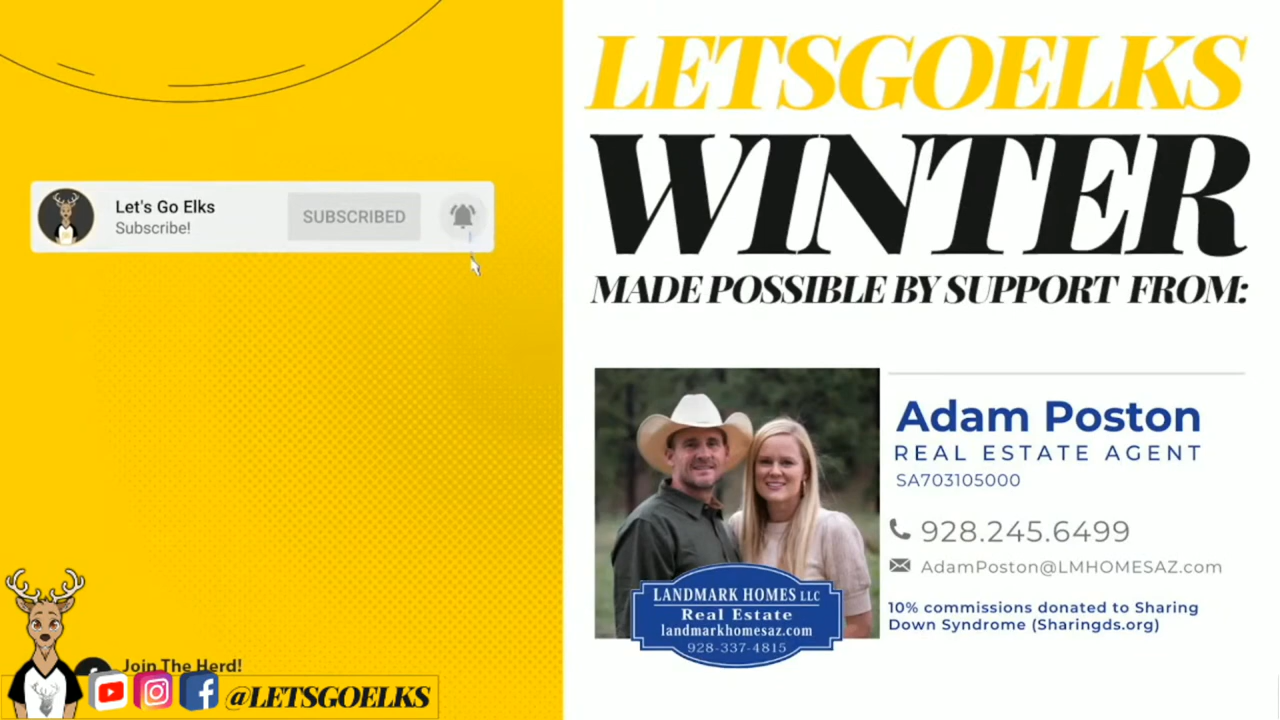 LETSGOELKS
WINTER
MADE POSSIBLE BY SUPPORT FROM:
Let's Go Elks
Subscribe!
SUBSCRIBED
Adam Poston
REAL ESTATE AGENT
SA703105000
928.245.6499
AdamPoston@LMHOMESAZ.com
10% commissions donated to Sharing
Down Syndrome (Sharingds.org)
LANDMARK HOMES LLC
Real Estate
landmarkhomesaz.com
928-337-4815
Join The Herd!
@LETSGOELKS